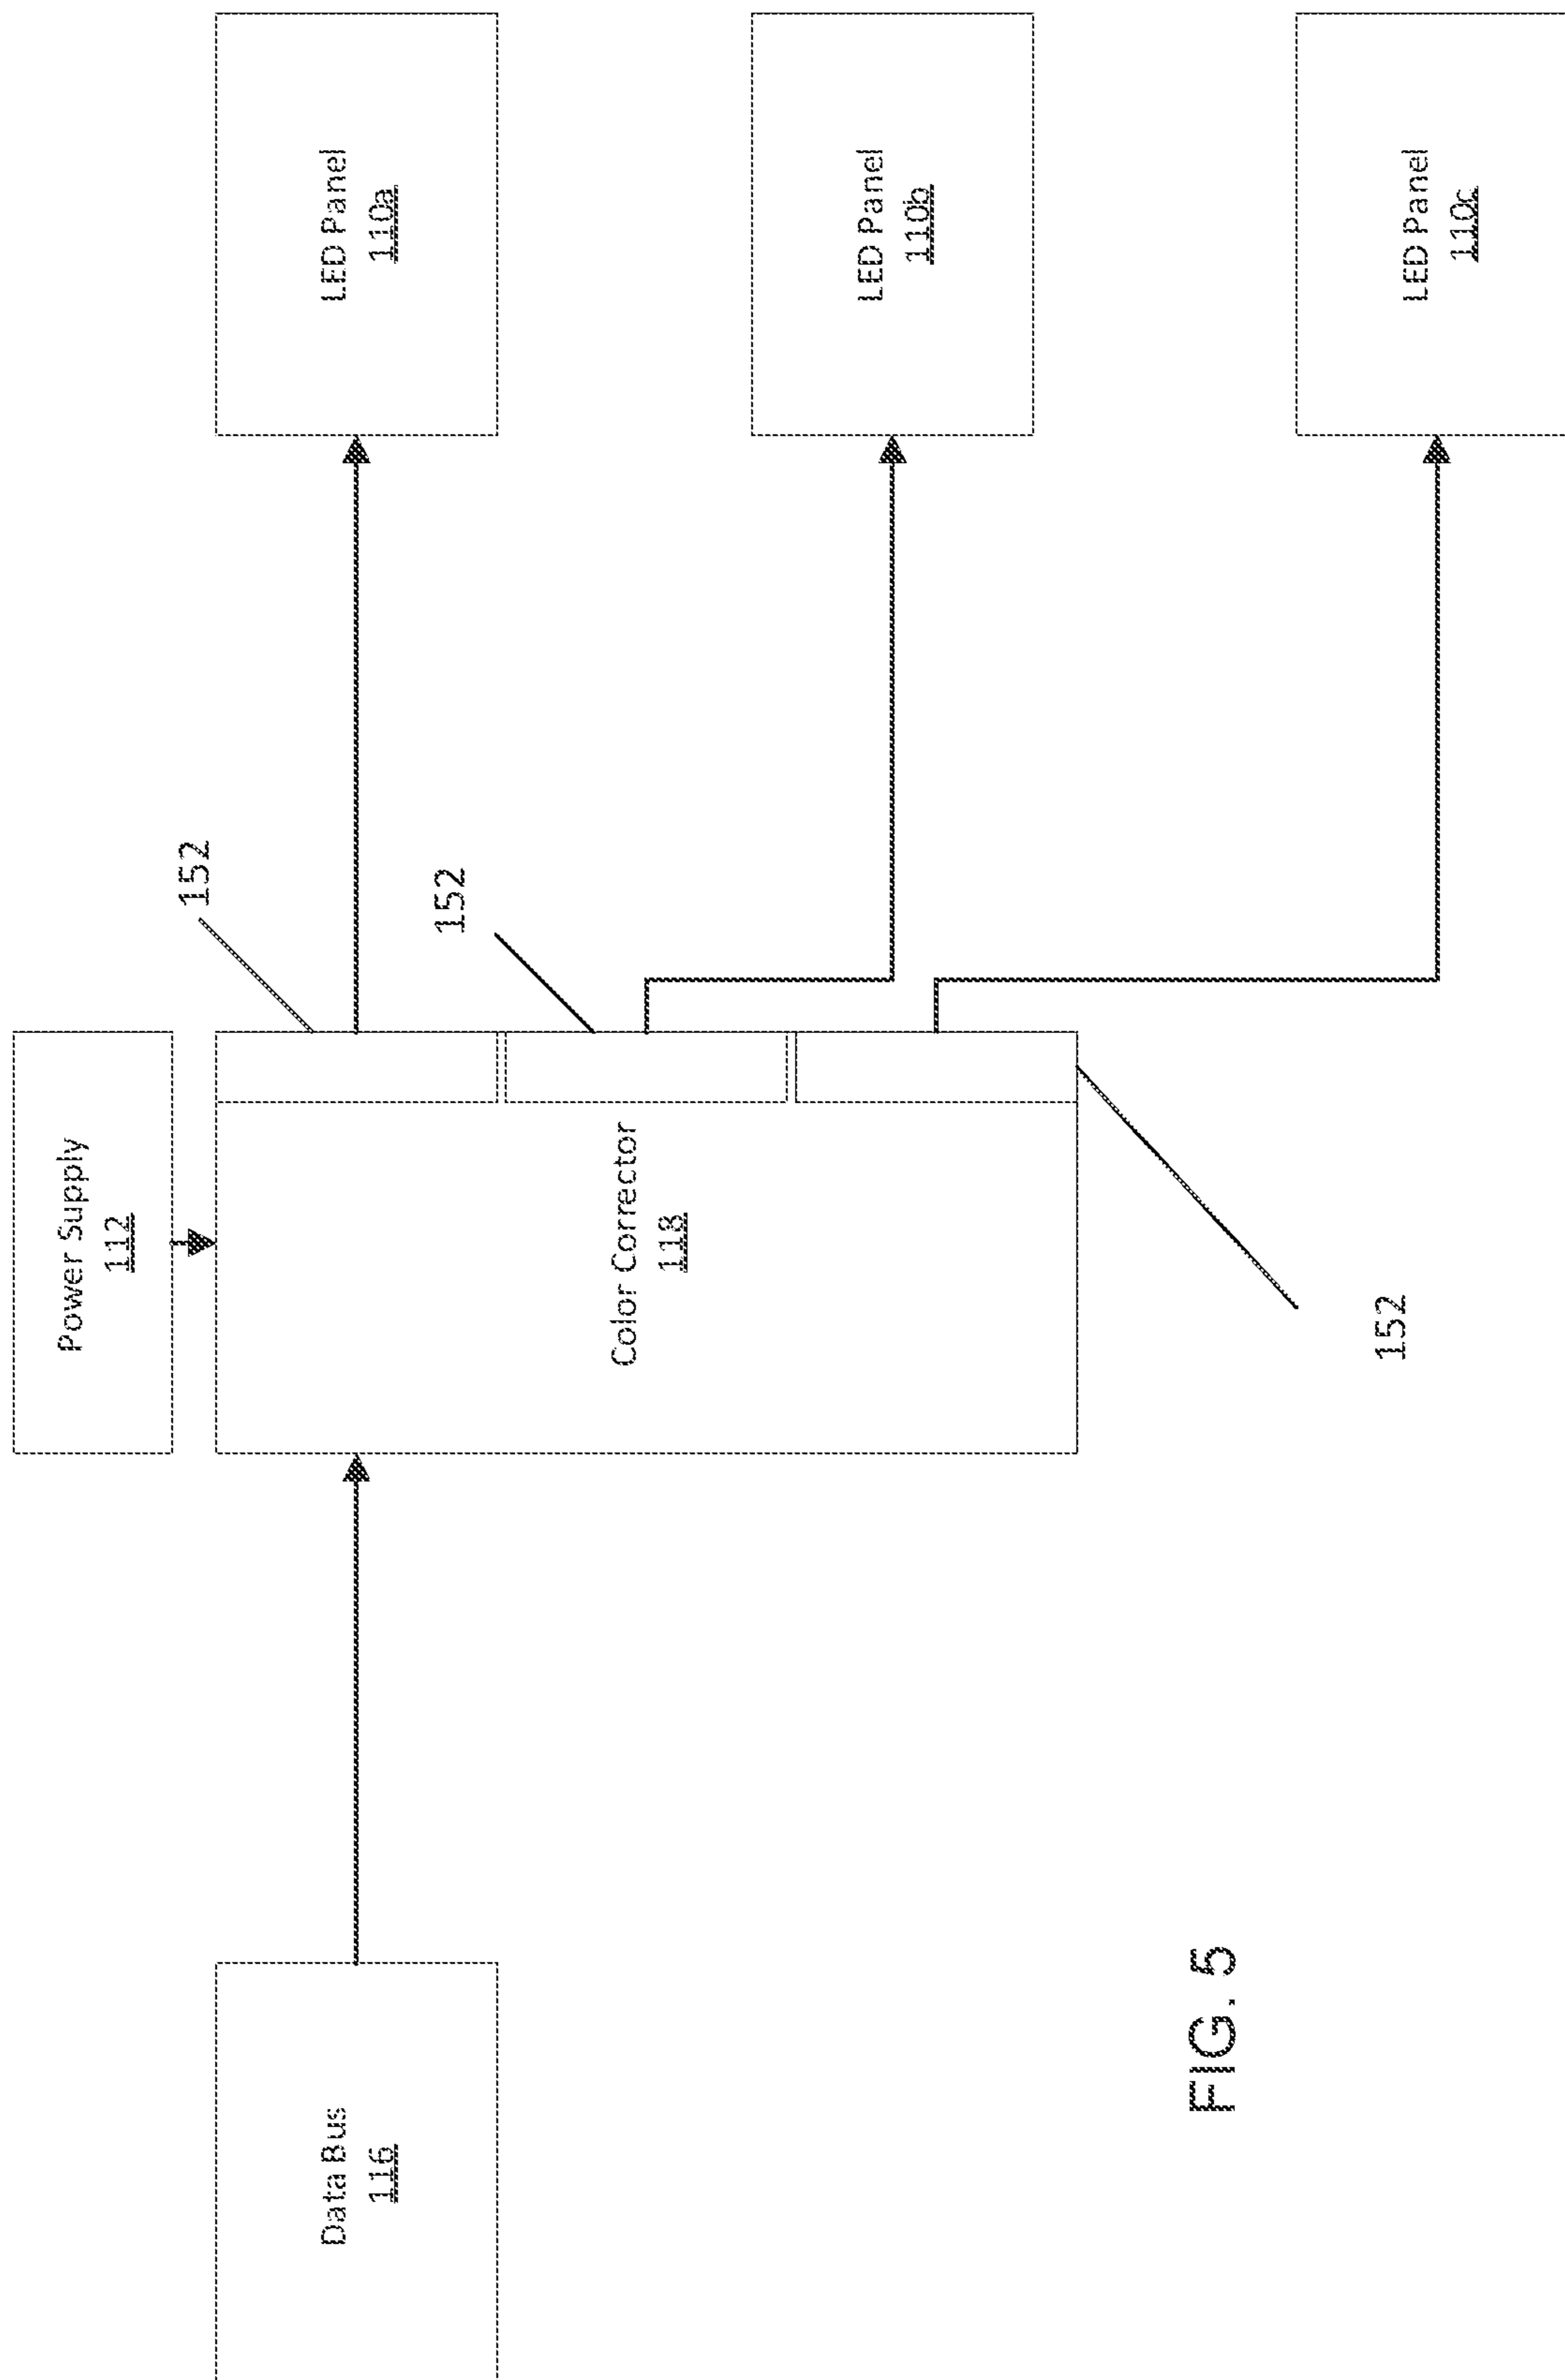 Power Supply
112
152
LED Panel
110a
Data Bus
116
Color Corrector
118
152
LED Panel
110b
152
LED Panel
110c
FIG. 5